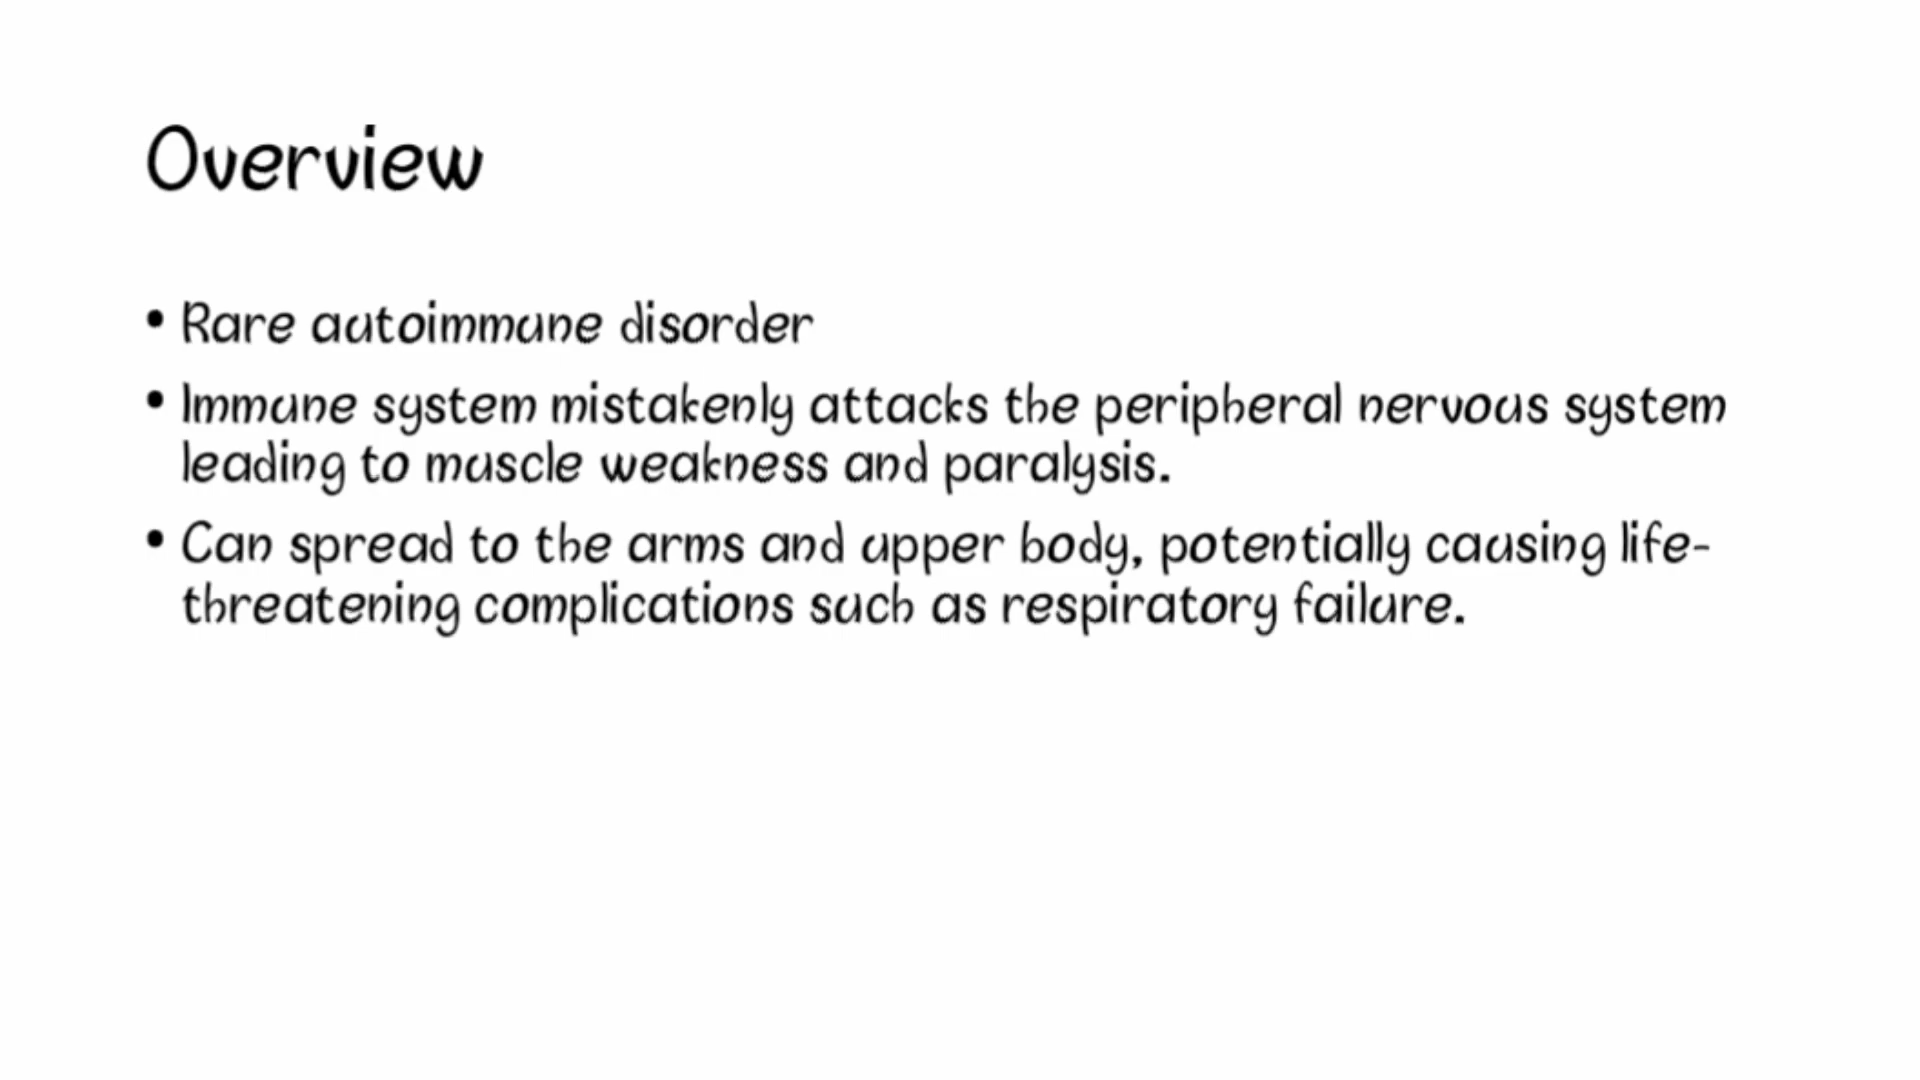 Overview
• Rare autoimmune disorder
• Immune system mistakenly attacks the peripheral nervous system
leading to muscle weakness and paralysis.
• Can spread to the arms and upper body, potentially causing life-
threatening complications such as respiratory failure.